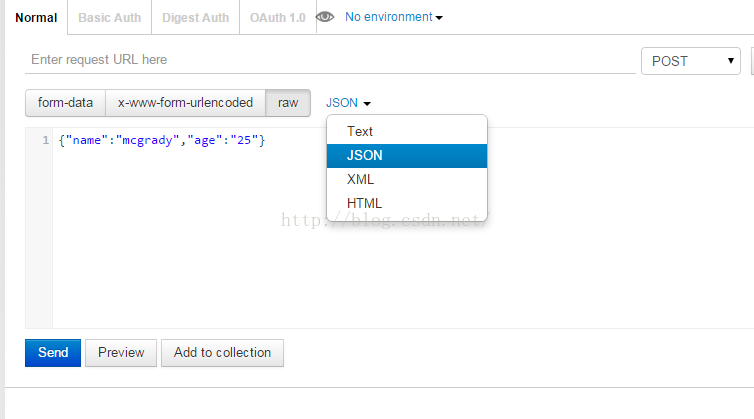 Normal Basic Auth Digest Auth OAuth 1.0 No environment
Enter request URL here POST
form-data x-www-form-urlencoded raw JSON
Text
1 {"name":"mcgrady","age":"25"}
JSON
XML
HTML
http://blog.csdn.net/
Send Preview Add to collection